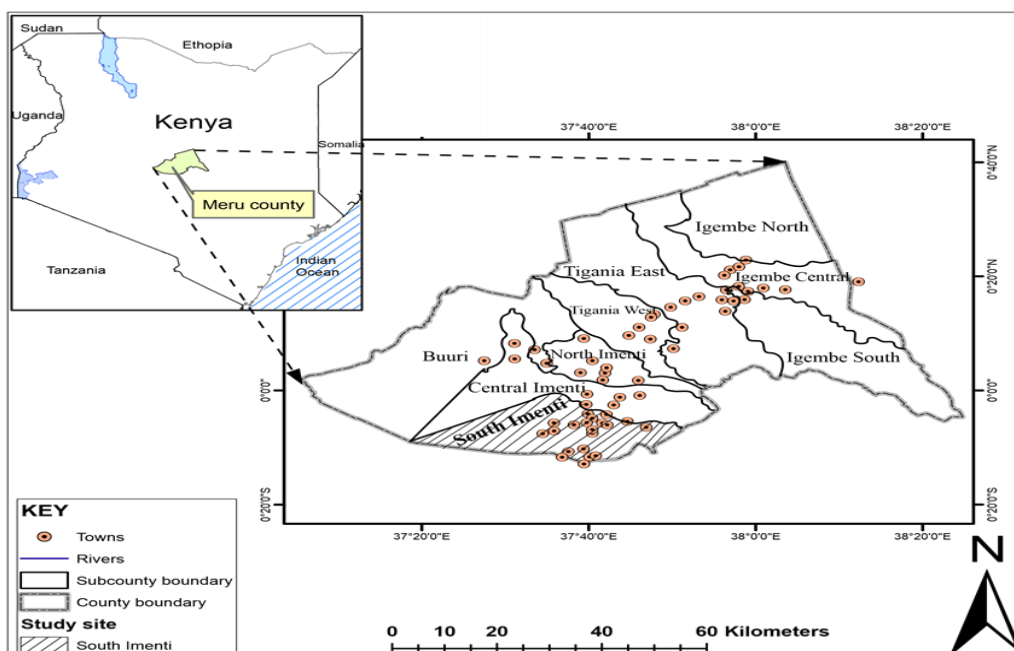 Sudan
Ethiopia
Uganda
Kenya
Somalia
Meru county
Tanzania
Indian
Ocean
37°40'0"E
38°0'0"E
38°20'0"E
0°40'0"N
0°20'0"N
0°0'0"
0°20'0"S
Igembe North
Tigania East
Igembe Central
Tigania West
Buuri
North Imenti
Igembe South
Central Imenti
South Imenti
0°0'0"
0°20'0"S
37°20'0"E
37°40'0"E
38°0'0"E
38°20'0"E
KEY
Towns
Rivers
Subcounty boundary
County boundary
Study site
South Imenti
N
0 10 20 40 60 Kilometers